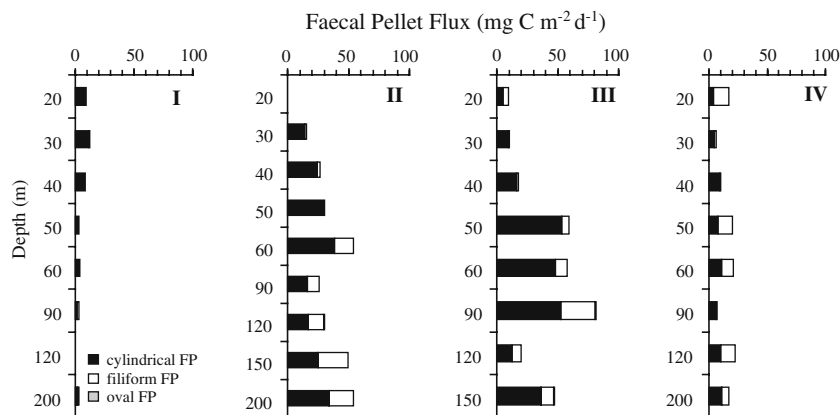 Faecal Pellet Flux (mg C m⁻² d⁻¹)
0 50 100 0 50 100 0 50 100 0 50 100
I II III IV
Depth (m)
20 20 20 20
30 30 30 30
40 40 40 40
50 50 50 50
60 60 60 60
90 90 90 90
120 120 120 120
200 150 150 200
200
cylindrical FP
filiform FP
oval FP